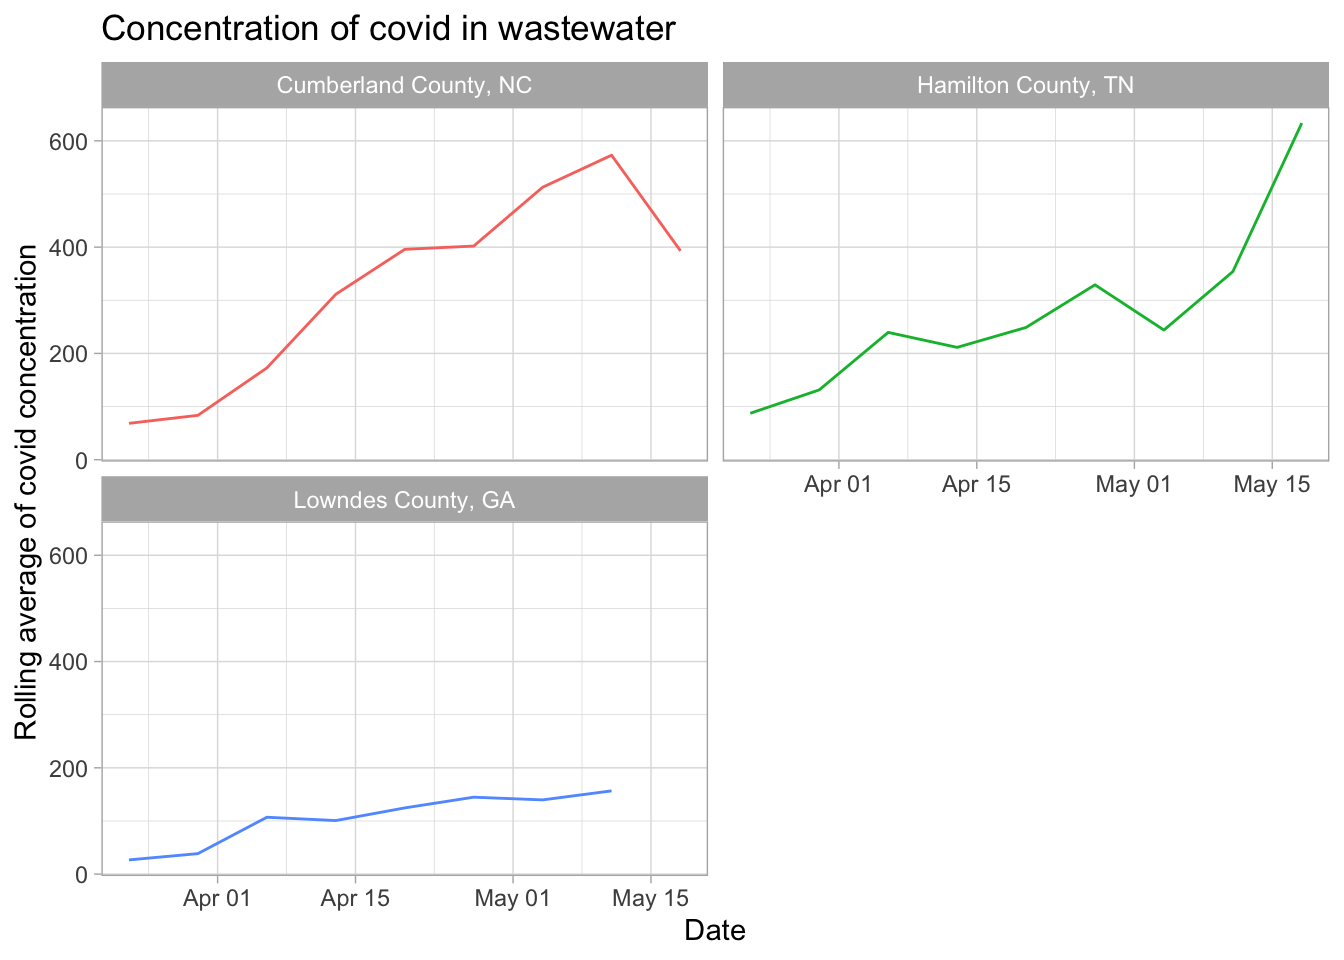 Concentration of covid in wastewater
Cumberland County, NC
Hamilton County, TN
600
400
200
0
Apr 01 Apr 15 May 01 May 15
Lowndes County, GA
600
400
200
0
Apr 01 Apr 15 May 01 May 15
Rolling average of covid concentration
Date